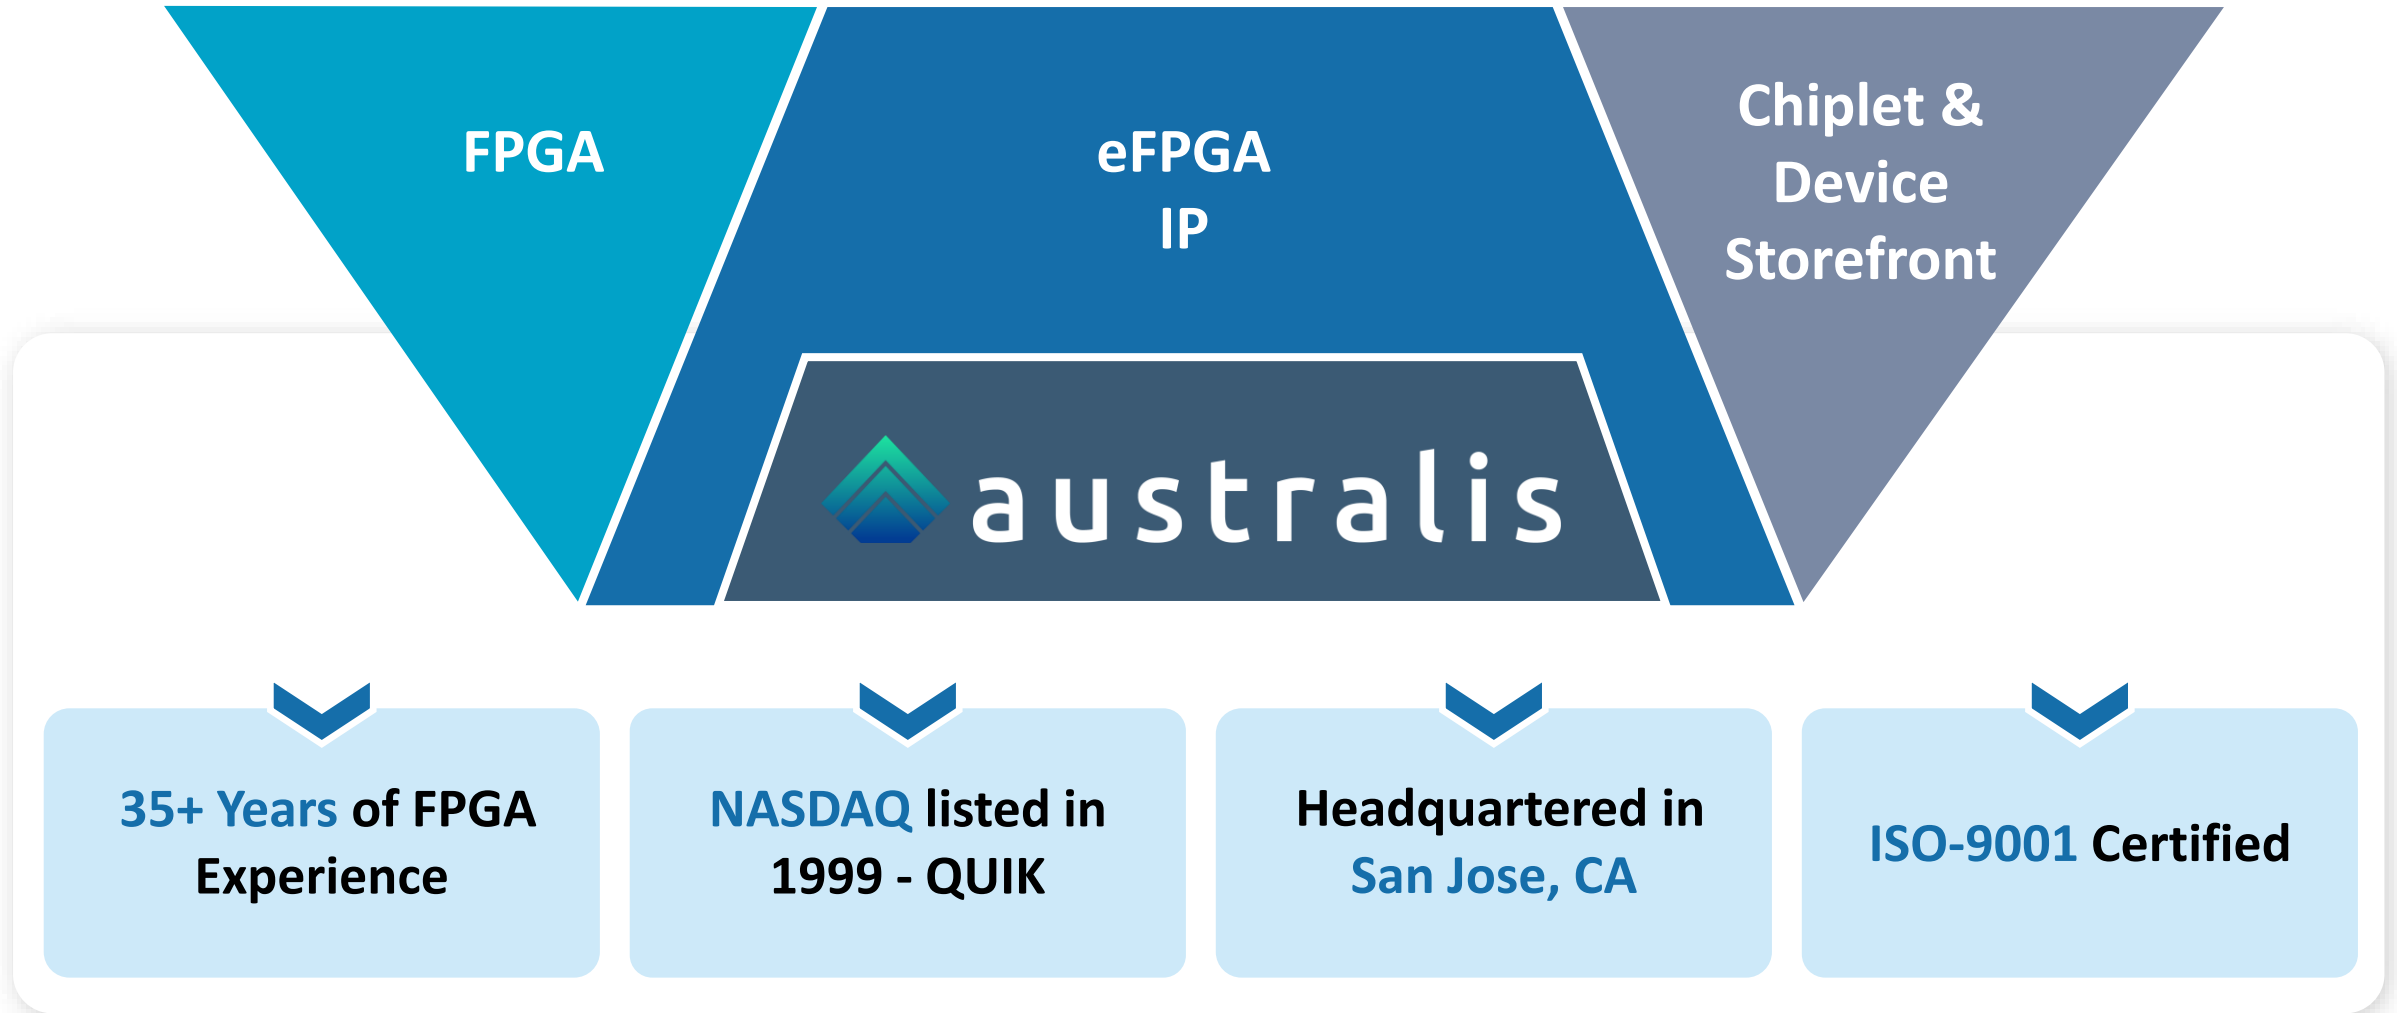 FPGA
eFPGA
IP
Chiplet &
Device
Storefront
australis
35+ Years of FPGA
Experience
NASDAQ listed in
1999 - QUIK
Headquartered in
San Jose, CA
ISO-9001 Certified